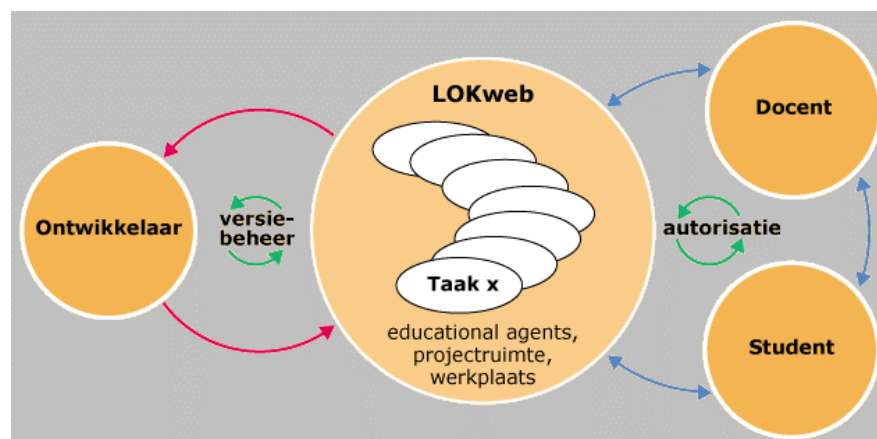 LOKweb
Docent
Ontwikkelaar
versie-
beheer
autorisatie
Taak x
educational agents,
projectruimte,
werkplaats
Student